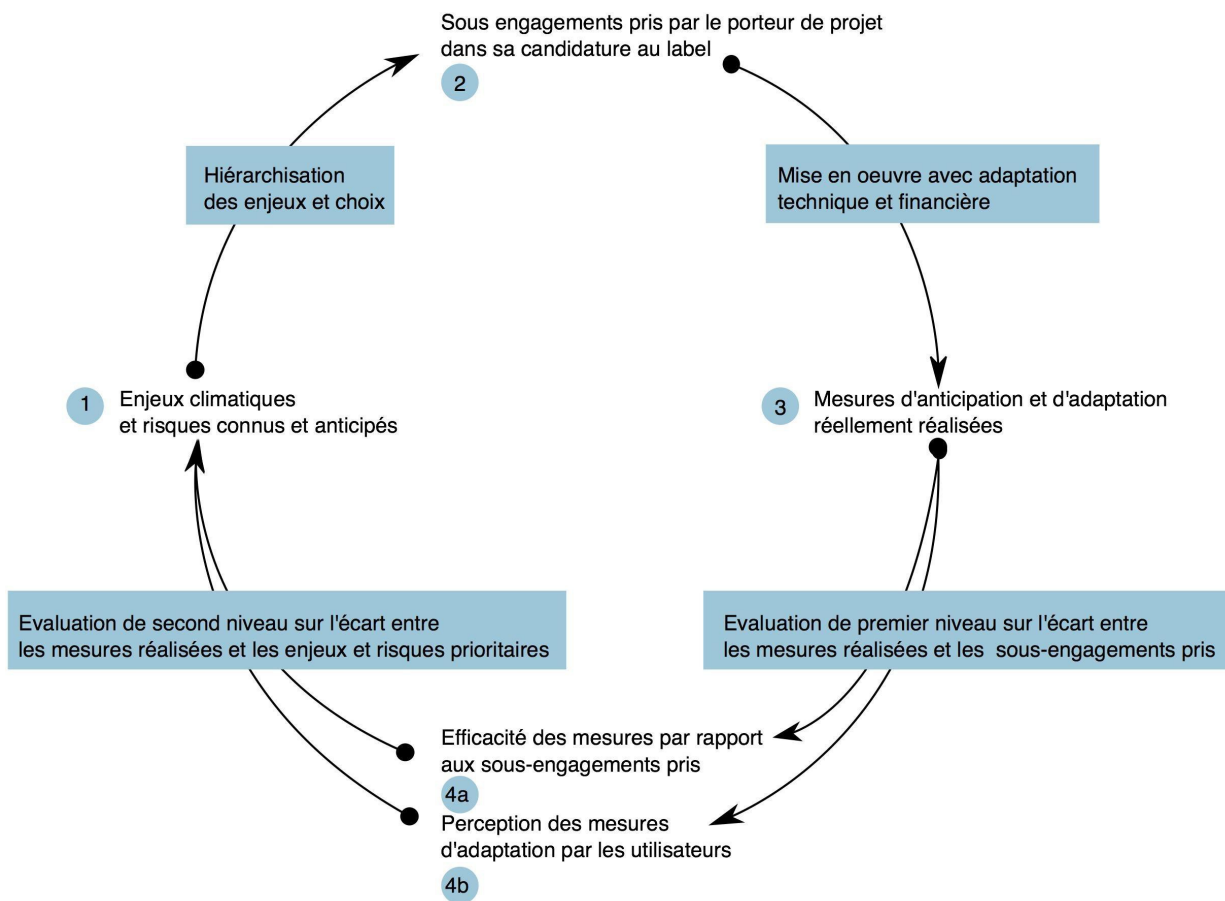 Sous engagements pris par le porteur de projet
dans sa candidature au label
2
Hiérarchisation
des enjeux et choix
Mise en oeuvre avec adaptation
technique et financière
1
Enjeux climatiques
et risques connus et anticipés
3
Mesures d'anticipation et d'adaptation
réellement réalisées
Evaluation de second niveau sur l'écart entre
les mesures réalisées et les enjeux et risques prioritaires
Evaluation de premier niveau sur l'écart entre
les mesures réalisées et les sous-engagements pris
Efficacité des mesures par rapport
aux sous-engagements pris
4a
Perception des mesures
d'adaptation par les utilisateurs
4b